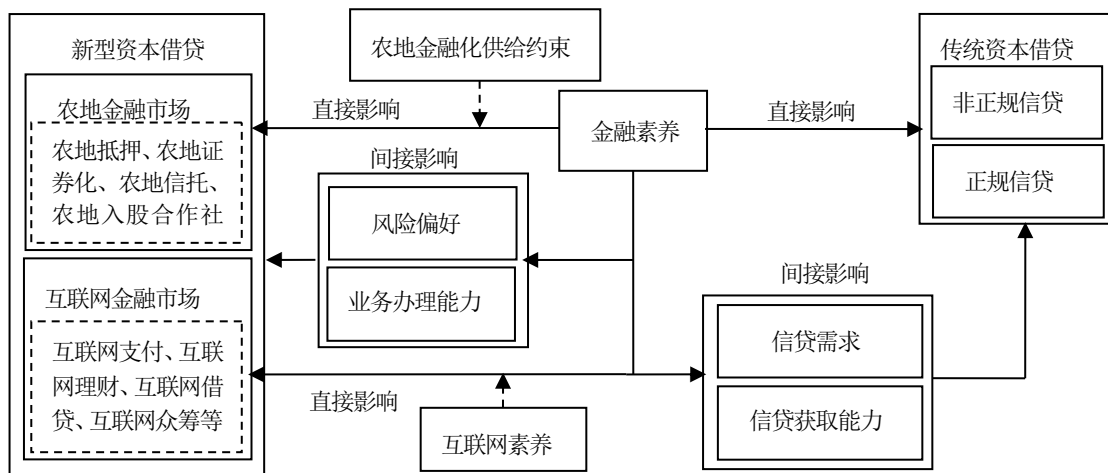 新型资本借贷
农地金融市场
农地抵押、农地证
券化、农地信托、
农地入股合作社
互联网金融市场
互联网支付、互联
网理财、互联网借
贷、互联网众筹等
农地金融化供给约束
直接影响
金融素养
直接影响
间接影响
风险偏好
业务办理能力
直接影响
互联网素养
传统资本借贷
非正规信贷
正规信贷
间接影响
信贷需求
信贷获取能力